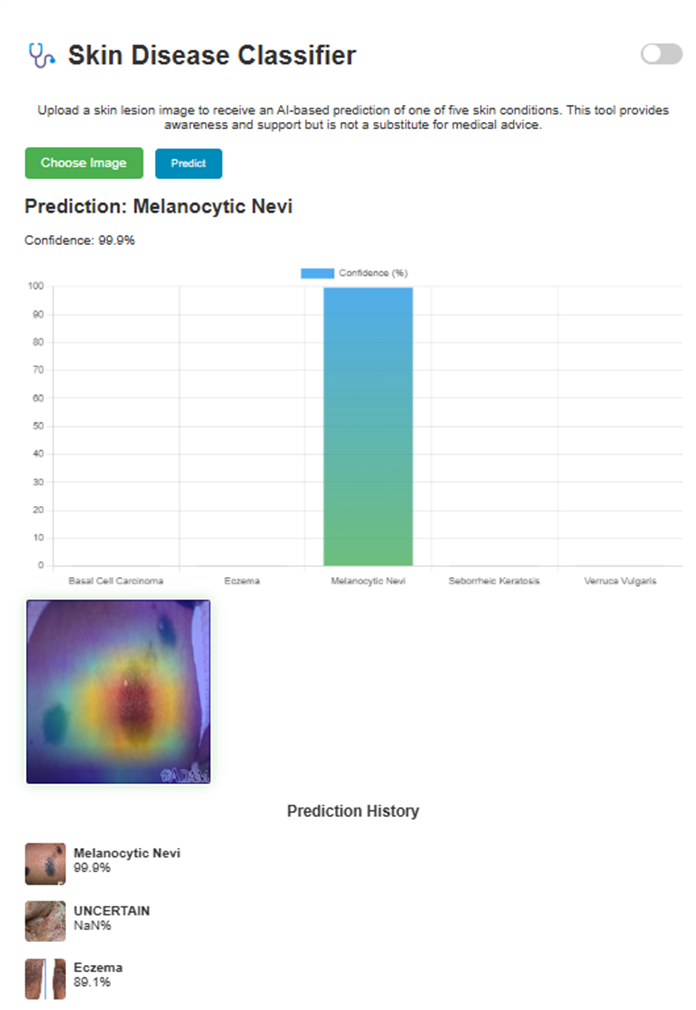 Skin Disease Classifier
Upload a skin lesion image to receive an AI-based prediction of one of five skin conditions. This tool provides
awareness and support but is not a substitute for medical advice.
Choose Image
Predict
Prediction: Melanocytic Nevi
Confidence: 99.9%
Confidence (%)
100
90
80
70
60
50
40
30
20
10
0
Basal Cell Carcinoma
Eczema
Melanocytic Nevi
Seborrheic Keratosis
Verruca Vulgaris
Prediction History
Melanocytic Nevi
99.9%
UNCERTAIN
NaN%
Eczema
89.1%